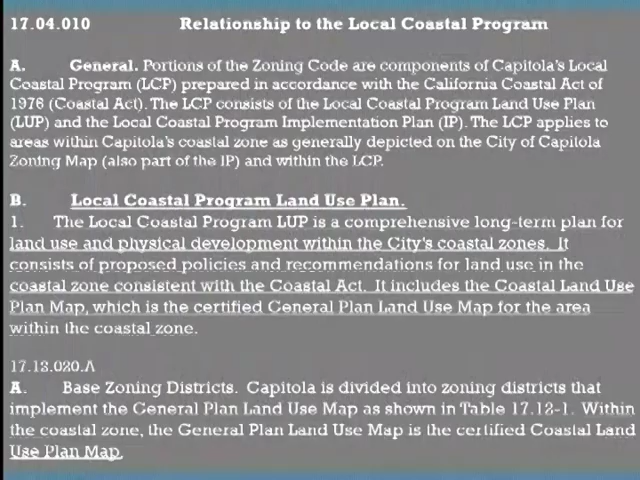 17.04.010 Relationship to the Local Coastal Program
A. General. Portions of the Zoning Code are components of Capitola's Local
Coastal Program (LCP) prepared in accordance with the California Coastal Act of
1976 (Coastal Act). The LCP consists of the Local Coastal Program Land Use Plan
(LUP) and the Local Coastal Program Implementation Plan (IP). The LCP applies to
areas within Capitola's coastal zone as generally depicted on the City of Capitola
Zoning Map (also part of the IP) and within the LCP.
B. Local Coastal Program Land Use Plan.
1. The Local Coastal Program LUP is a comprehensive long-term plan for
land use and physical development within the City's coastal zones. It
consists of proposed policies and recommendations for land use in the
coastal zone consistent with the Coastal Act. It includes the Coastal Land Use
Plan Map, which is the certified General Plan Land Use Map for the area
within the coastal zone.
17.12.020.A
A. Base Zoning Districts. Capitola is divided into zoning districts that
implement the General Plan Land Use Map as shown in Table 17.12-1. Within
the coastal zone, the General Plan Land Use Map is the certified Coastal Land
Use Plan Map.